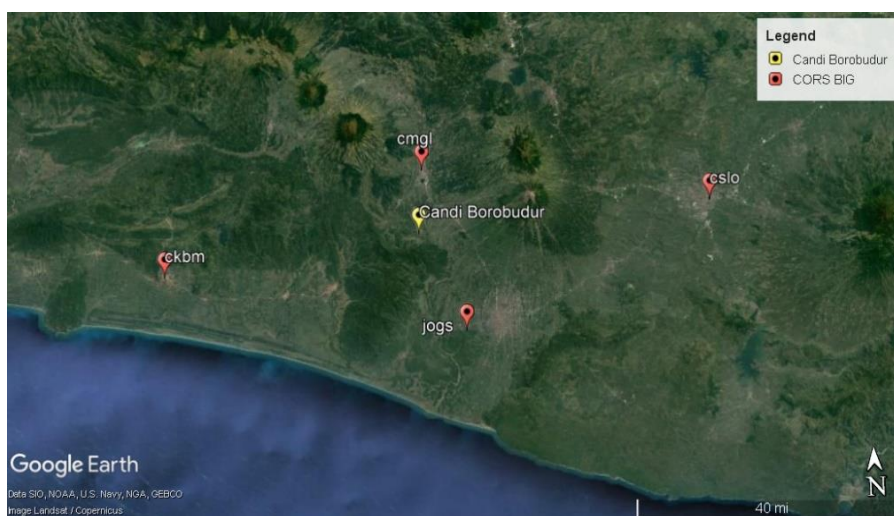 Legend
Candi Borobudur
CORS BIG
cmgl
cslo
Candi Borobudur
ckbm
jogs
Google Earth
Data SIO, NOAA, U.S. Navy, NGA, GEBCO
Image Landsat / Copernicus
40 mi
N